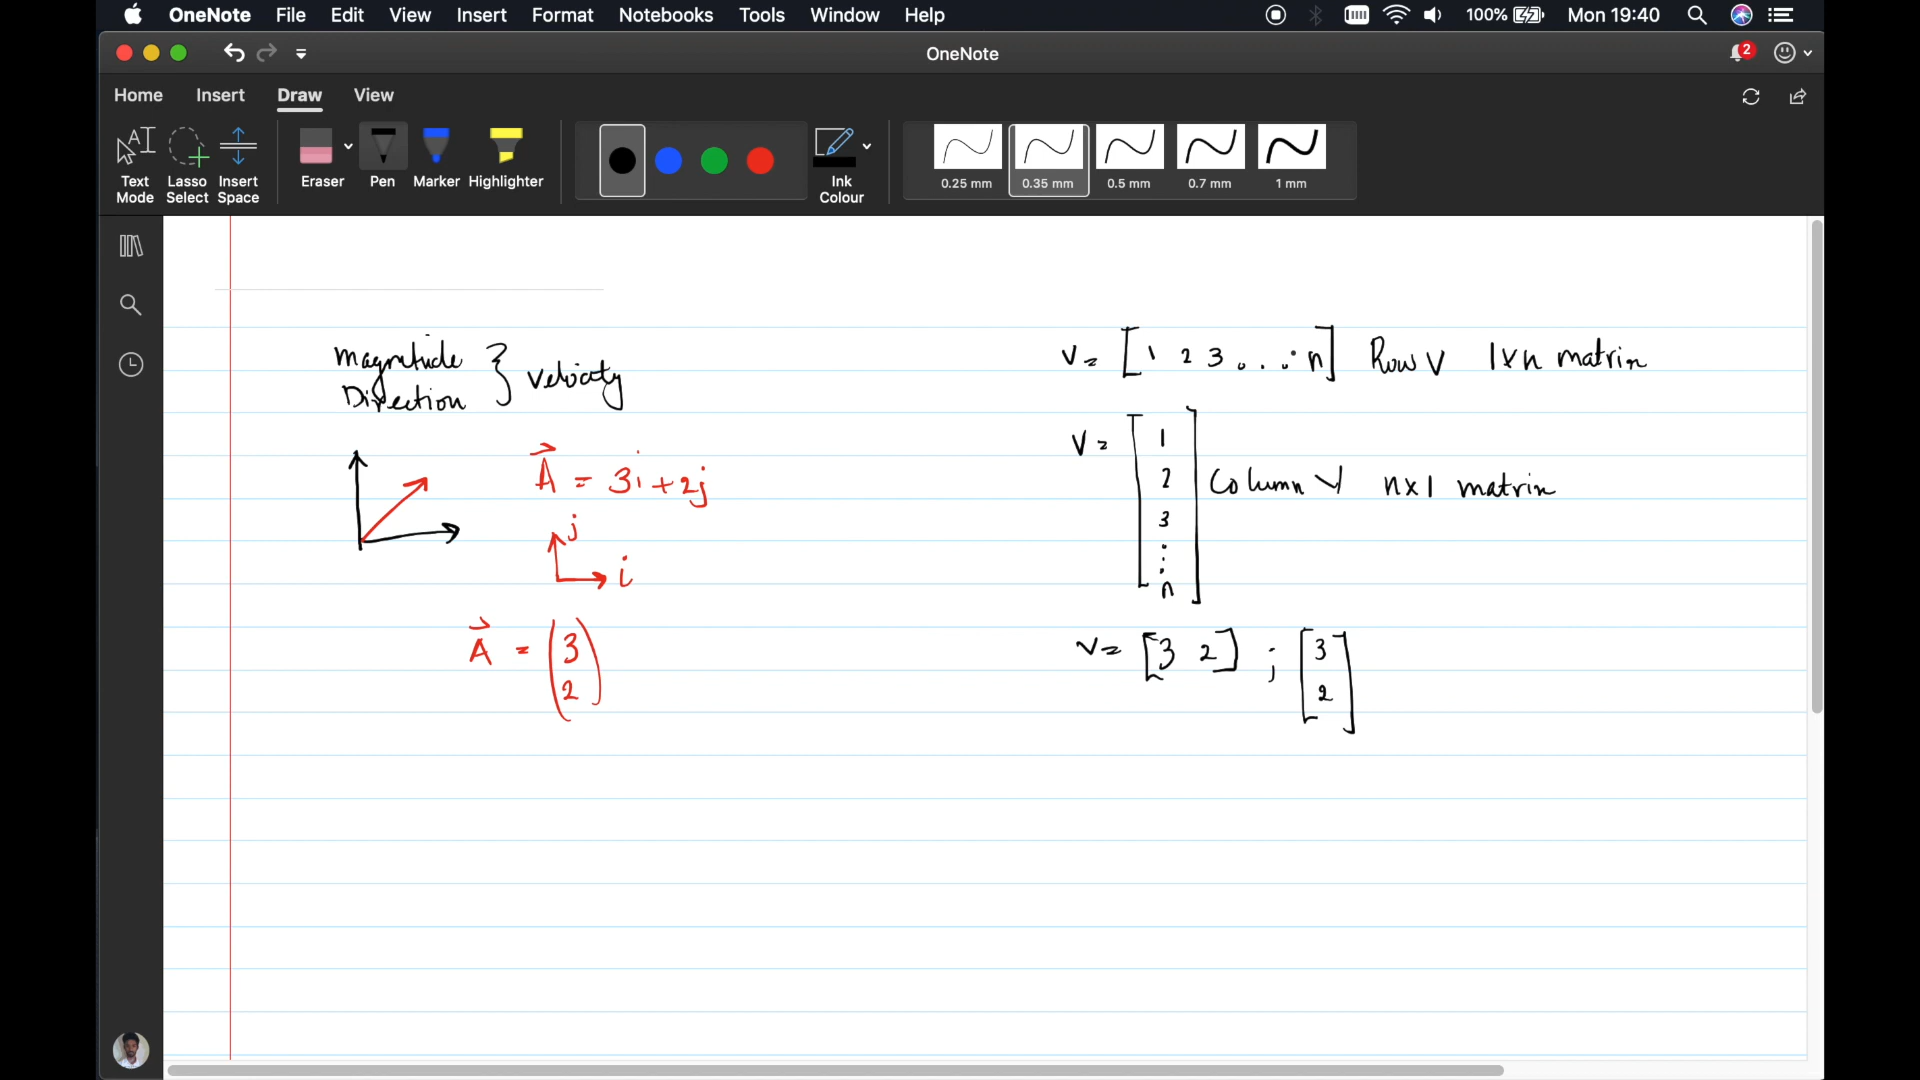 OneNote File Edit View Insert Format Notebooks Tools Window Help 100% Mon 19:40
OneNote 2
Home Insert Draw View
Text Mode Lasso Select Insert Space Eraser Pen Marker Highlighter Ink Colour 0.25 mm 0.35 mm 0.5 mm 0.7 mm 1 mm
Magnitude
Direction } Velocity
A⃗ = 3i + 2j
j
i
A⃗ = (3
2)
V = [1 2 3 . . . . n] Row V 1xn matrix
V = [1
2
3
⋮
n] Column V nx1 matrix
V = [3 2] ; [3
2]